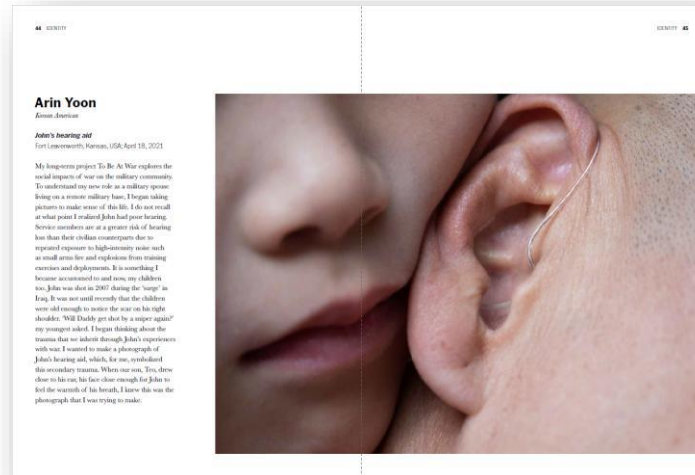 44 IDENTITY
IDENTITY 45
Arin Yoon
Korean American
John's hearing aid
Fort Leavenworth, Kansas, USA; April 18, 2021
My long-term project To Be At War explores the
social impacts of war on the military community.
To understand my new role as a military spouse
living on a remote military base, I began taking
pictures to make sense of this life. I do not recall
at what point I realized John had poor hearing.
Service members are at a greater risk of hearing
loss than their civilian counterparts due to
repeated exposure to high-intensity noise such
as small arms fire and explosions from training
exercises and deployments. It is something I
became accustomed to and now, my children
too. John was shot in 2007 during the 'surge' in
Iraq. It was not until recently that the children
were old enough to notice the scar on his right
shoulder. 'Will Daddy get shot by a sniper again?'
my youngest asked. I began thinking about the
trauma that we inherit through John's experiences
with war. I wanted to make a photograph of
John's hearing aid, which, for me, symbolized
this secondary trauma. When our son, Teo, drew
close to his ear, his face close enough for John to
feel the warmth of his breath, I knew this was the
photograph that I was trying to make.